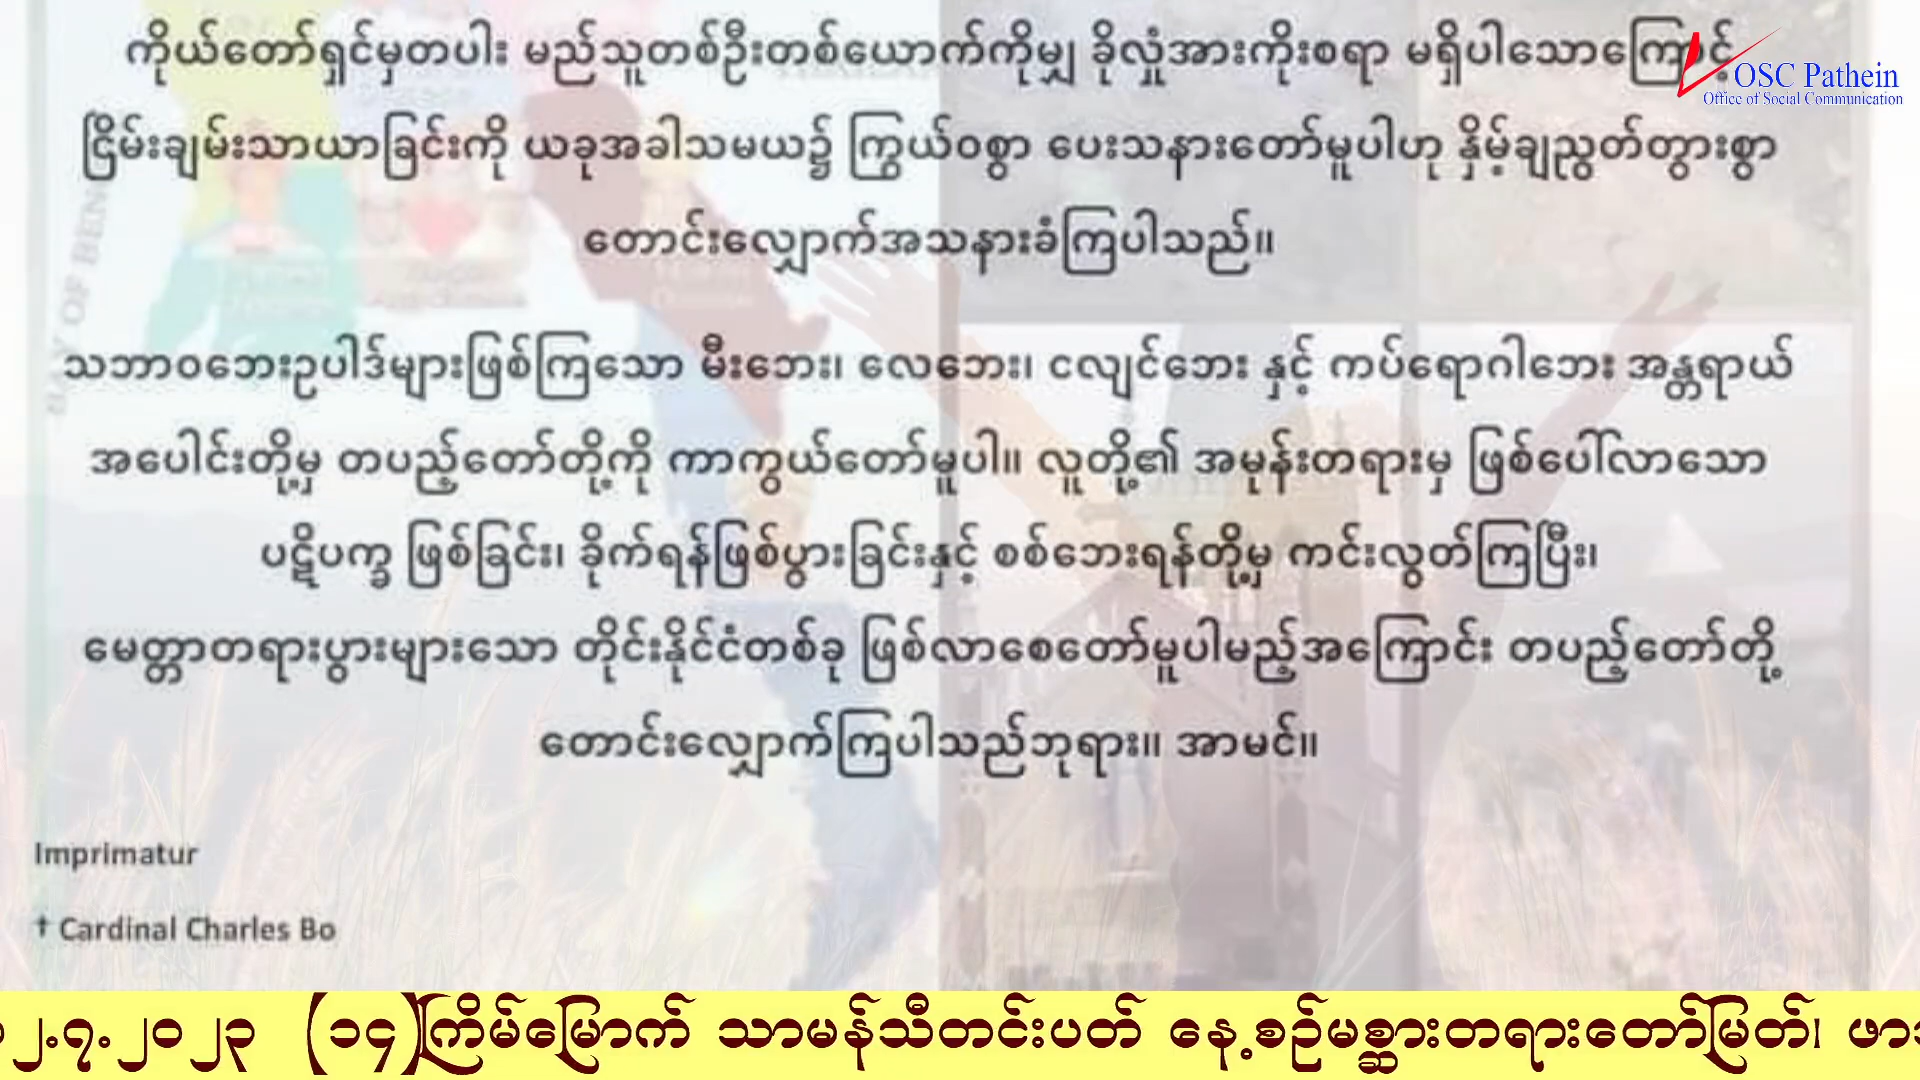 ကိုယ်တော်ရှင်မှတပါး မည်သူတစ်ဦးတစ်ယောက်ကိုမျှ ခိုလှုံအားကိုးစရာ မရှိပါသောကြောင့်
OSC Pathein
Office of Social Communication
ငြိမ်းချမ်းသာယာခြင်းကို ယခုအခါသမယ၌ ကြွယ်ဝစွာ ပေးသနားတော်မူပါဟု နှိမ့်ချညွတ်တွားစွာ
တောင်းလျှောက်အသနားခံကြပါသည်။
သဘာဝဘေးဥပါဒ်များဖြစ်ကြသော မီးဘေး၊ လေဘေး၊ ငလျင်ဘေး နှင့် ကပ်ရောဂါဘေး အန္တရာယ်
အပေါင်းတို့မှ တပည့်တော်တို့ကို ကာကွယ်တော်မူပါ။ လူတို့၏ အမုန်းတရားမှ ဖြစ်ပေါ်လာသော
ပဋိပက္ခ ဖြစ်ခြင်း၊ ခိုက်ရန်ဖြစ်ပွားခြင်းနှင့် စစ်ဘေးရန်တို့မှ ကင်းလွတ်ကြပြီး၊
မေတ္တာတရားပွားများသော တိုင်းနိုင်ငံတစ်ခု ဖြစ်လာစေတော်မူပါမည့်အကြောင်း တပည့်တော်တို့
တောင်းလျှောက်ကြပါသည်ဘုရား။ အာမင်။
Imprimatur
† Cardinal Charles Bo
၂.၇.၂၀၂၃ (၁၄)ကြိမ်မြောက် သာမန်သီတင်းပတ် နေ့စဉ်မစ္ဆားတရားတော်မြတ်၊